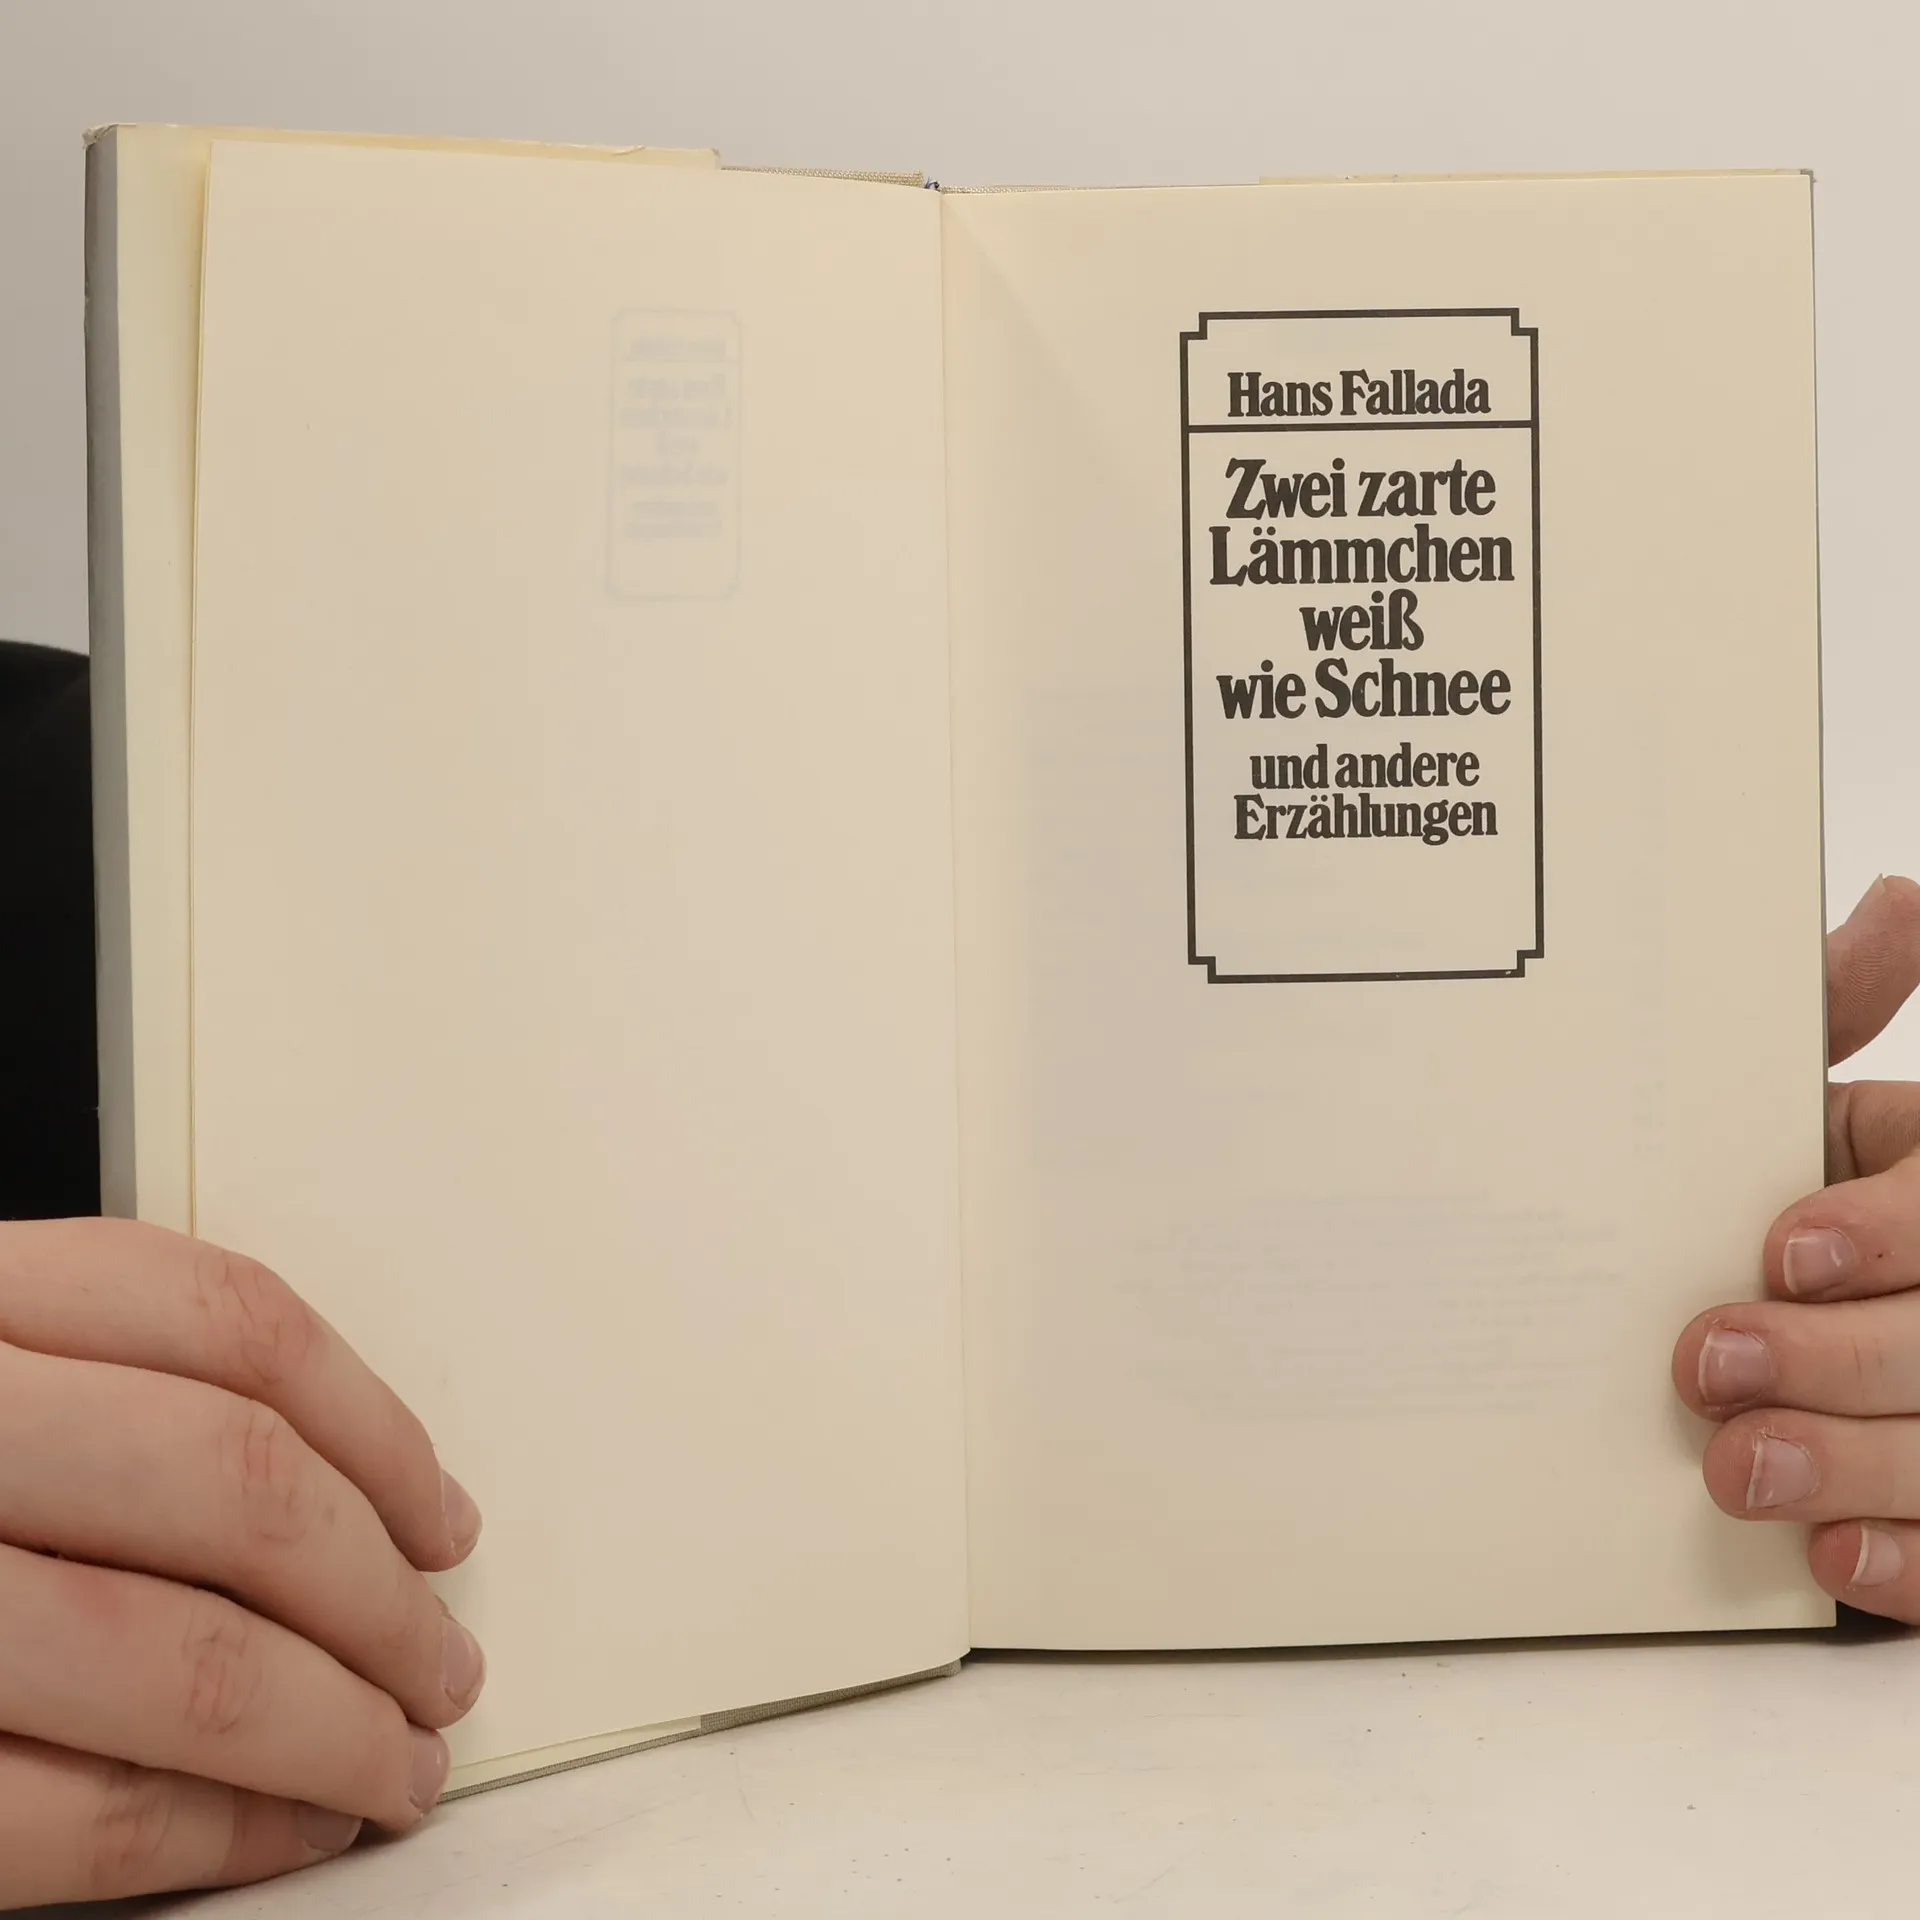 Hans Fallada
Zwei zarte
Lämmchen
weiß
wie Schnee
und andere
Erzählungen